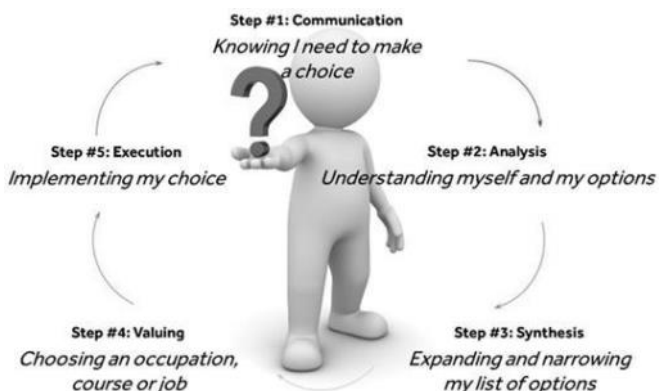 Step #1: Communication
Knowing I need to make
a choice
?
Step #5: Execution
Implementing my choice
Step #2: Analysis
Understanding myself and my options
Step #4: Valuing
Choosing an occupation,
course or job
Step #3: Synthesis
Expanding and narrowing
my list of options